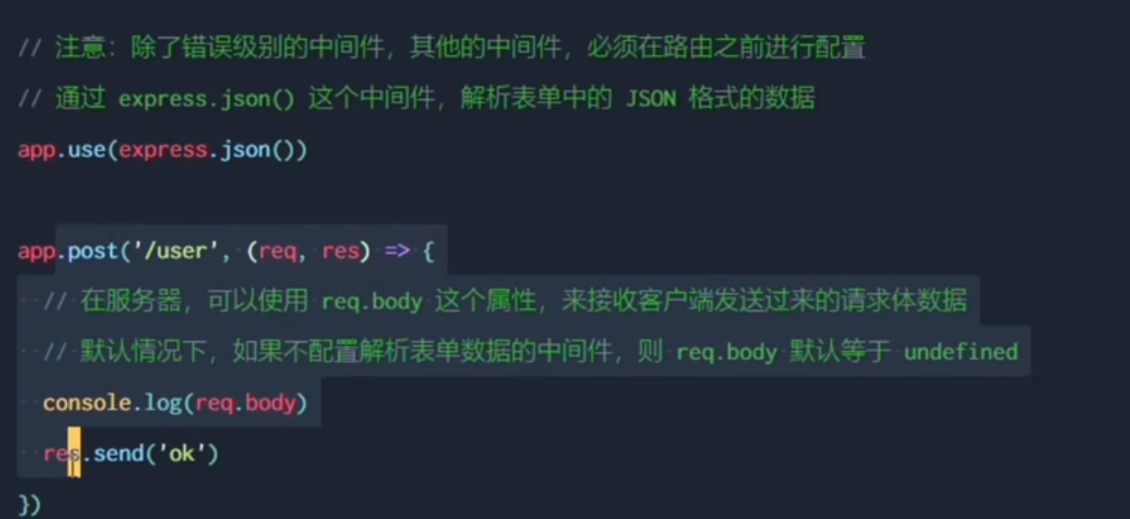 // 注意：除了错误级别的中间件，其他的中间件，必须在路由之前进行配置
// 通过 express.json() 这个中间件，解析表单中的 JSON 格式的数据
app.use(express.json())
app.post('/user', (req, res) => {
// 在服务器，可以使用 req.body 这个属性，来接收客户端发送过来的请求体数据
// 默认情况下，如果不配置解析表单数据的中间件，则 req.body 默认等于 undefined
console.log(req.body)
res.send('ok')
})